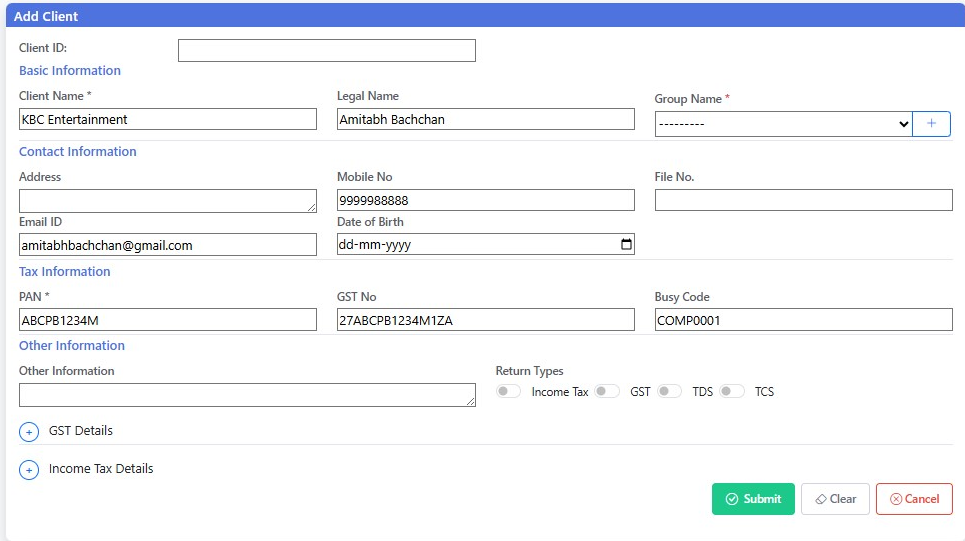 Add Client
Client ID:
Basic Information
Client Name * Legal Name Group Name *
KBC Entertainment Amitabh Bachchan --------- +
Contact Information
Address Mobile No File No.
9999988888
Email ID Date of Birth
amitabhbachchan@gmail.com dd-mm-yyyy
Tax Information
PAN * GST No Busy Code
ABCPB1234M 27ABCPB1234M1ZA COMP0001
Other Information
Other Information Return Types
Income Tax GST TDS TCS
+ GST Details
+ Income Tax Details
Submit Clear Cancel